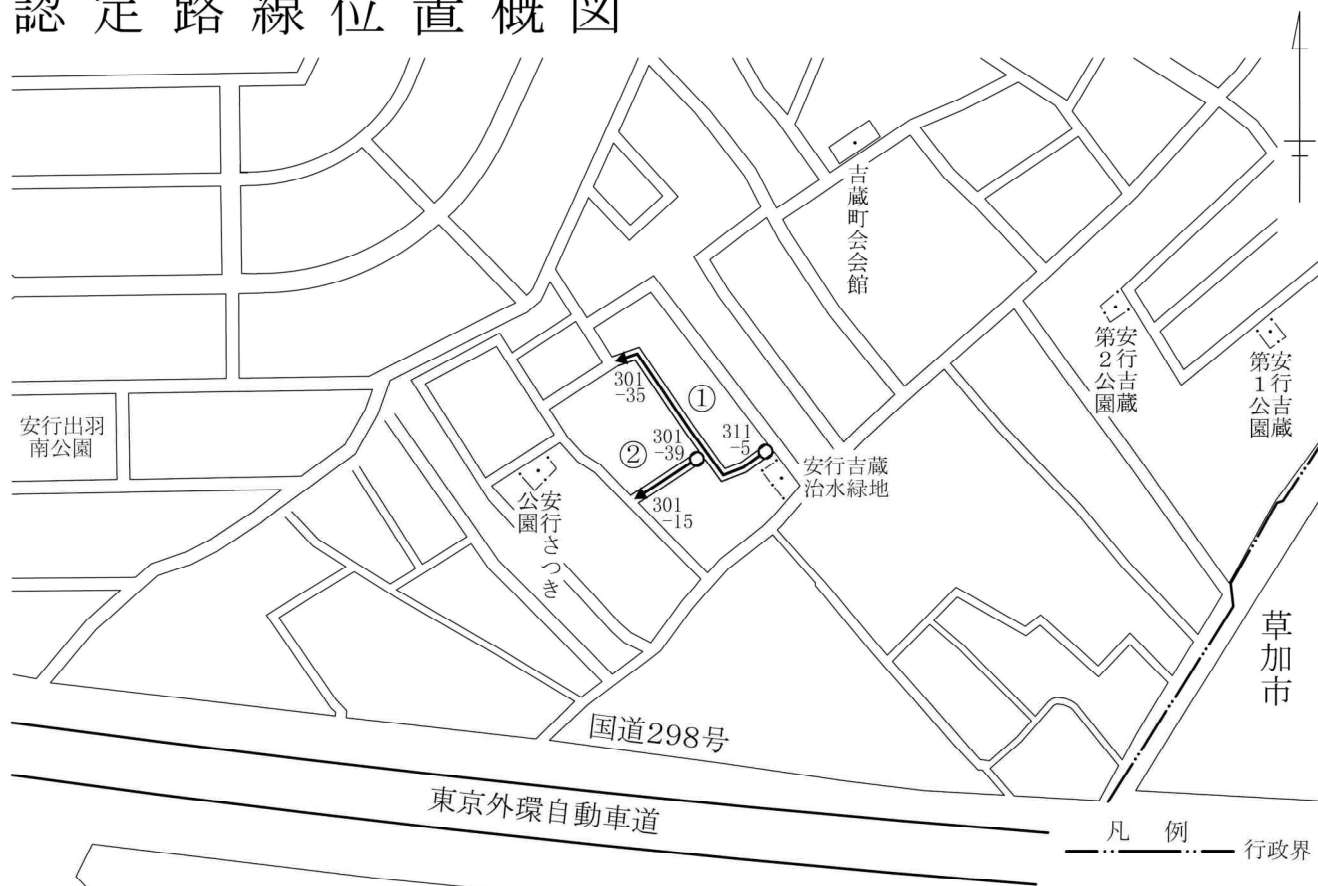 認定路線位置概図
吉蔵町会会館
安行吉蔵
第2公園
安行吉蔵
第1公園
安行出羽
南公園
301
-35
①
301
-39
②
311
-5
301
-15
安行吉蔵
治水緑地
安行さつき
公園
草加市
国道298号
東京外環自動車道
凡例
行政界